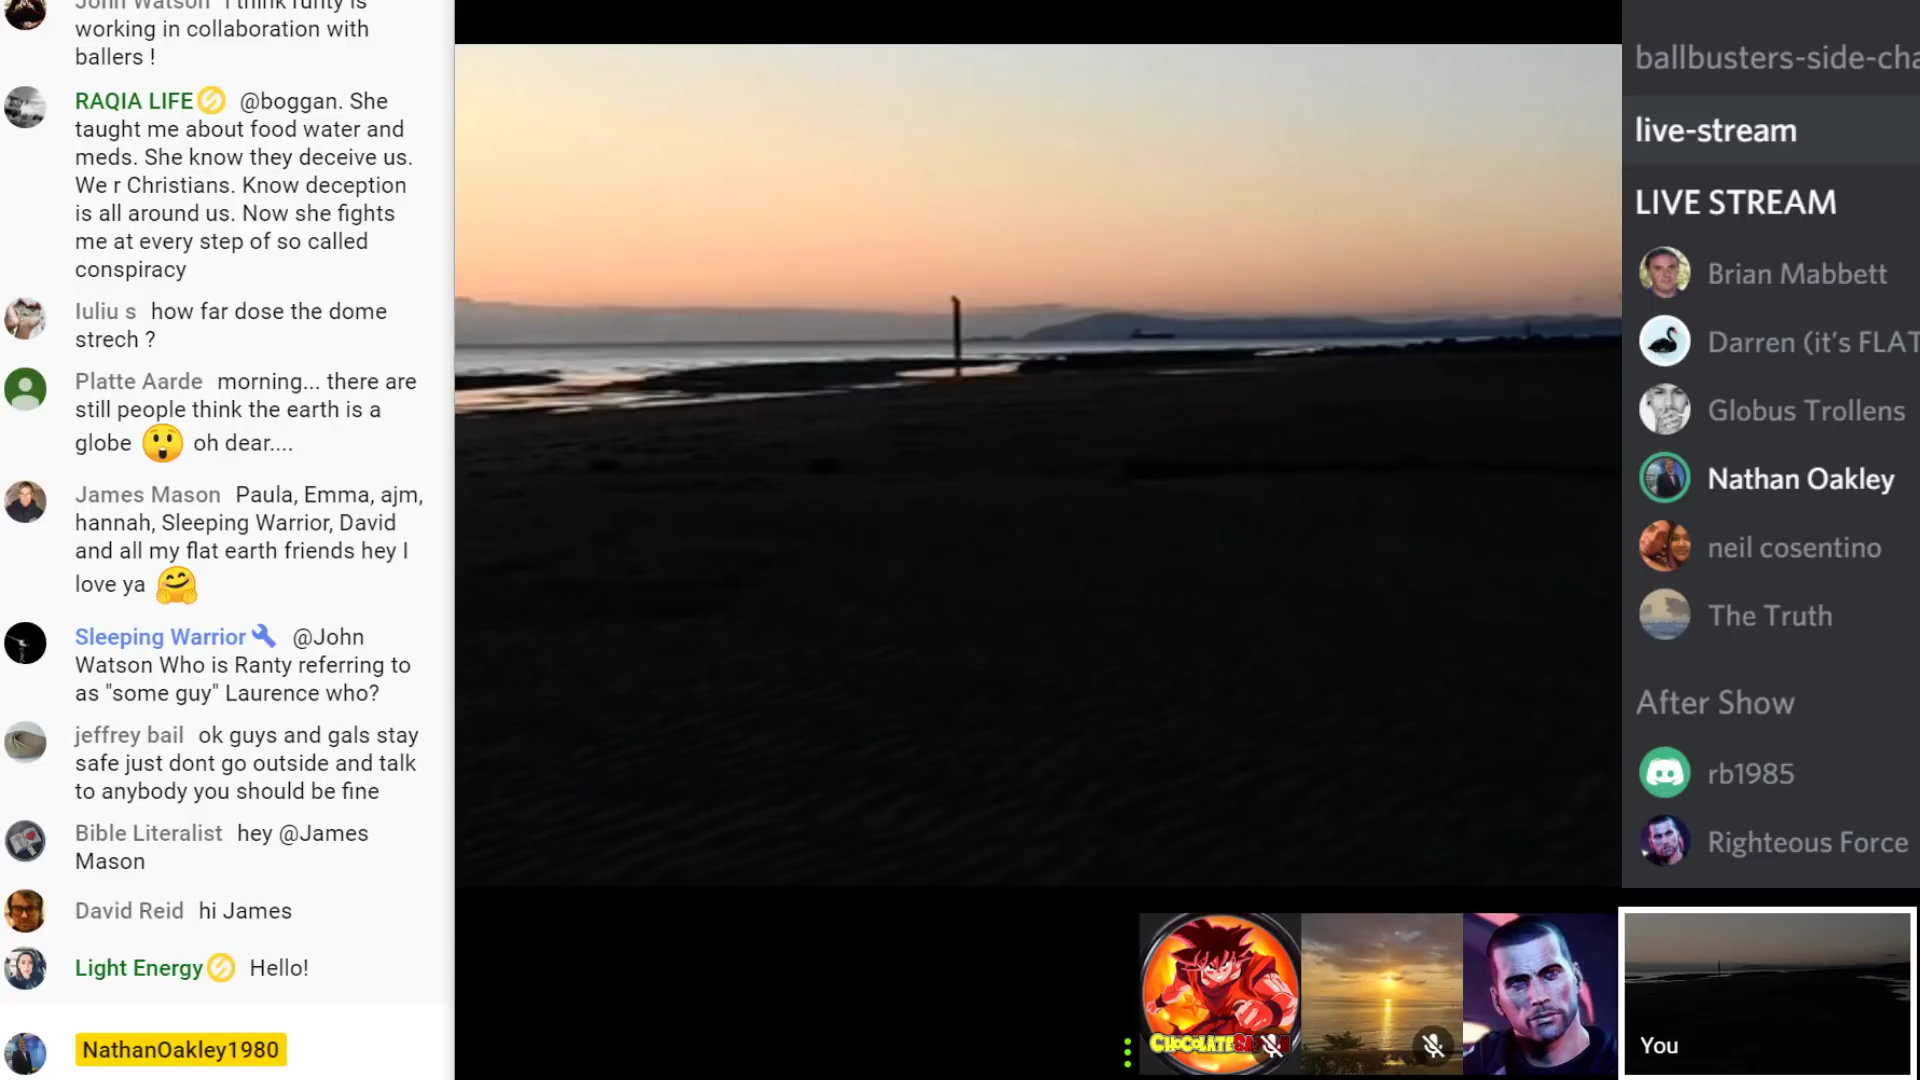 John Watson I think runty is
working in collaboration with
ballers !
RAQIA LIFE @boggan. She
taught me about food water and
meds. She know they deceive us.
We r Christians. Know deception
is all around us. Now she fights
me at every step of so called
conspiracy
Iuliu s how far dose the dome
strech ?
Platte Aarde morning... there are
still people think the earth is a
globe 😲 oh dear....
James Mason Paula, Emma, ajm,
hannah, Sleeping Warrior, David
and all my flat earth friends hey I
love ya 🤗
Sleeping Warrior @John
Watson Who is Ranty referring to
as "some guy" Laurence who?
jeffrey bail ok guys and gals stay
safe just dont go outside and talk
to anybody you should be fine
Bible Literalist hey @James
Mason
David Reid hi James
Light Energy Hello!
NathanOakley1980
ballbusters-side-cha
live-stream
LIVE STREAM
Brian Mabbett
Darren (it's FLAT
Globus Trollens
Nathan Oakley
neil cosentino
The Truth
After Show
rb1985
Righteous Force
You